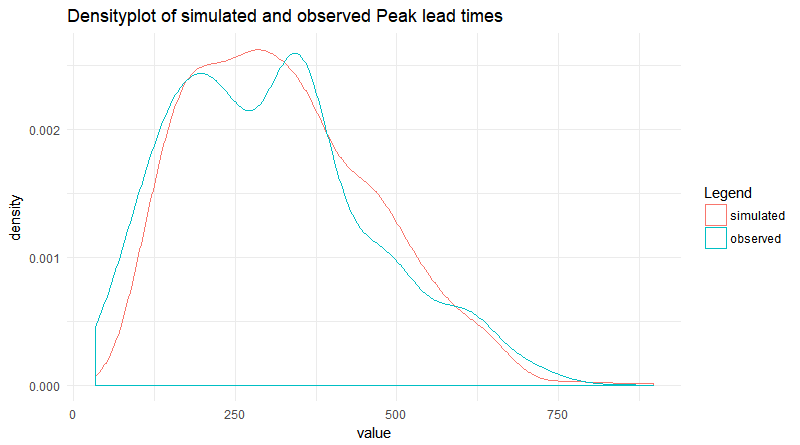 Densityplot of simulated and observed Peak lead times
density
0.002
0.001
0.000
0
250
500
750
value
Legend
simulated
observed